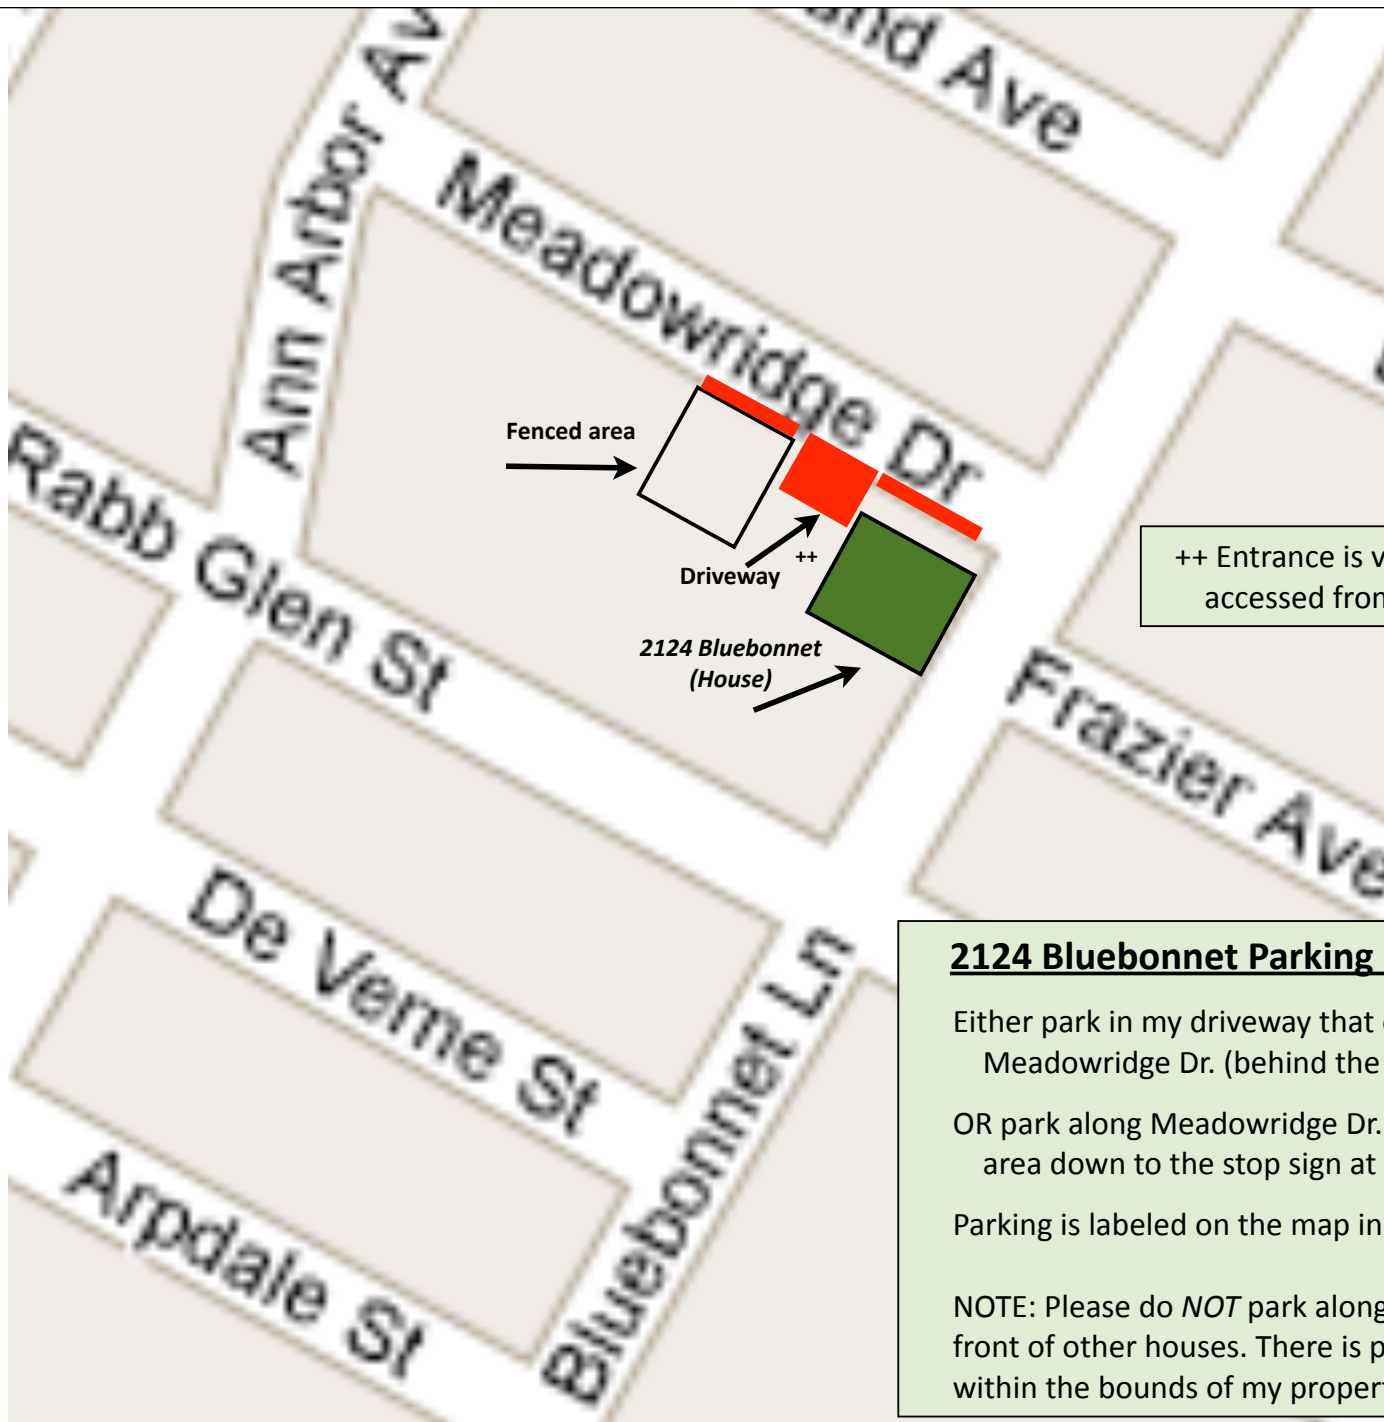 and Ave
Ann Arbor Av
Meadowridge Dr
Fenced area
Rabb Glen St
++
Driveway
++ Entrance is v
accessed from
2124 Bluebonnet
(House)
Frazier Ave
De Verne St
Bluebonnet Ln
Arpdale St
2124 Bluebonnet Parking
Either park in my driveway that
Meadowridge Dr. (behind the
OR park along Meadowridge Dr.
area down to the stop sign at
Parking is labeled on the map in
NOTE: Please do NOT park along
front of other houses. There is p
within the bounds of my propert